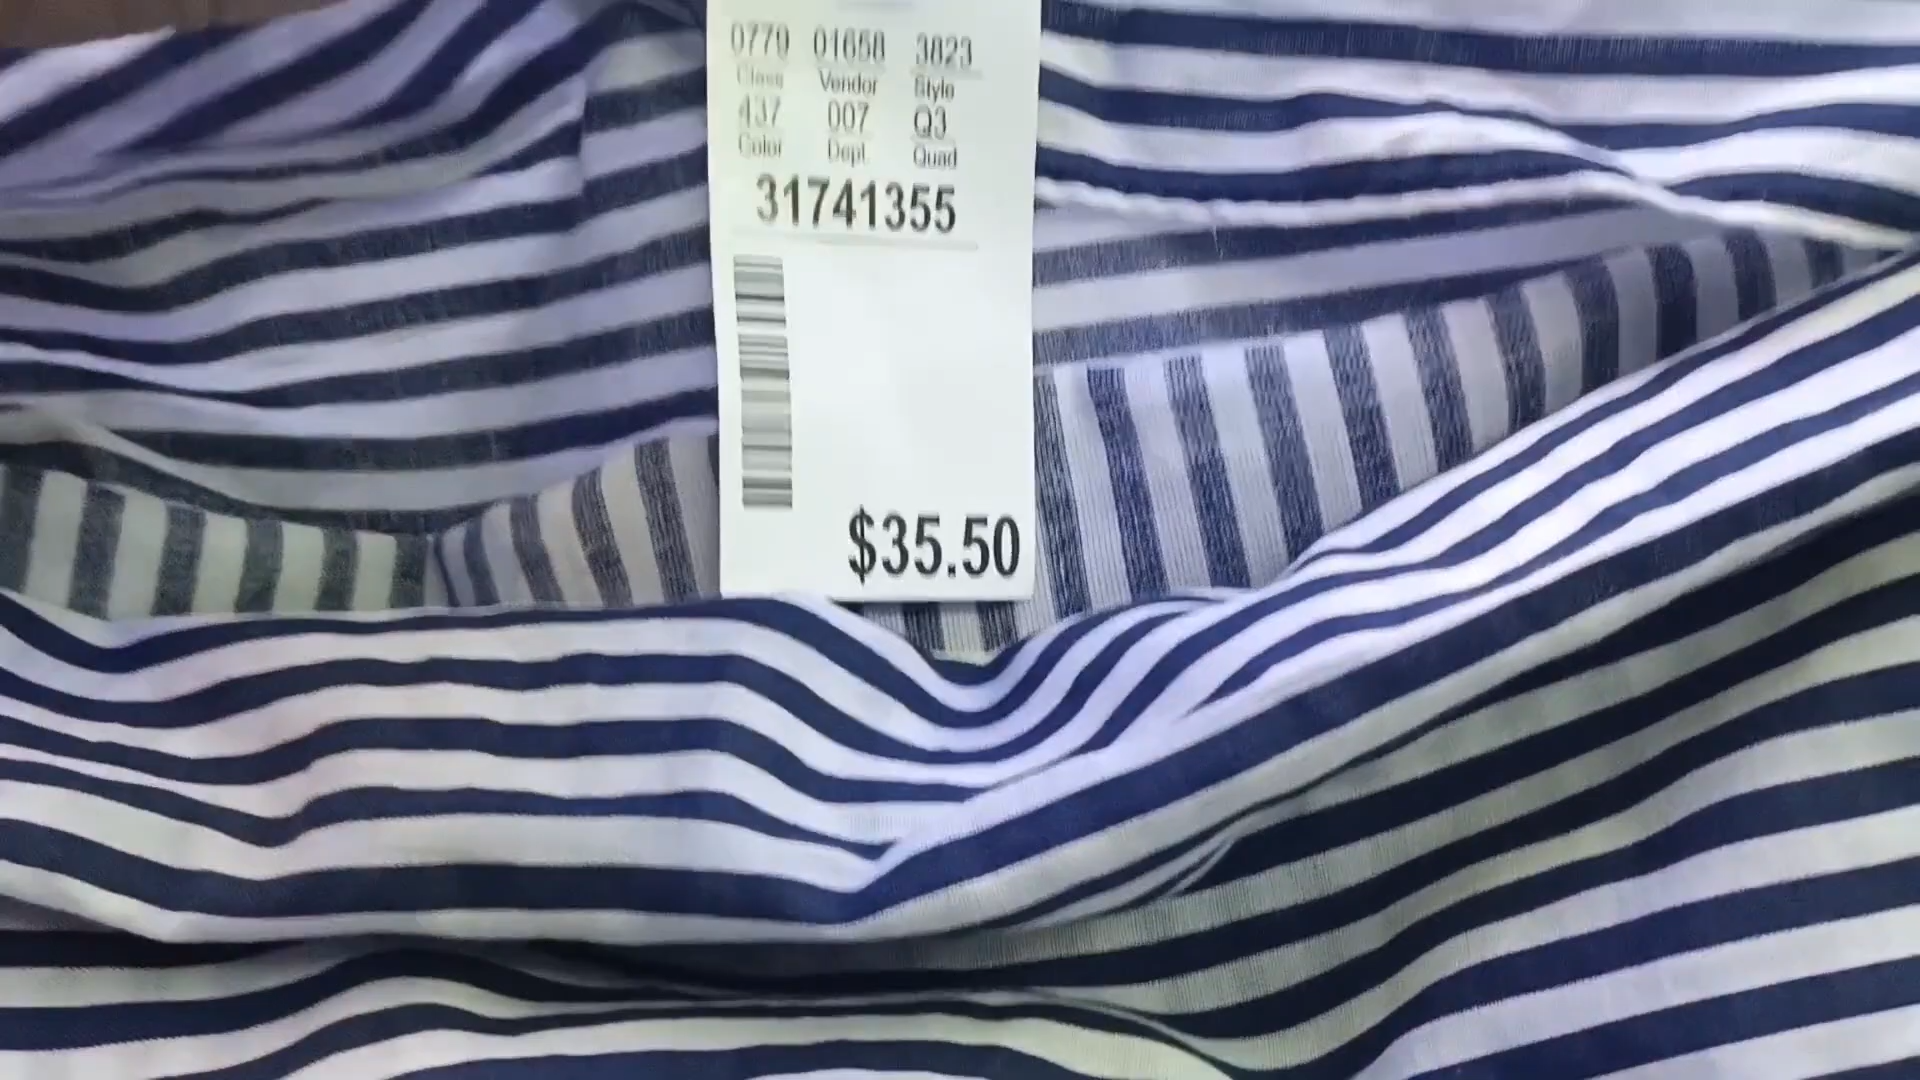 0779 01658 3823
Class Vendor Style
437 007 Q3
Color Dept Quad
31741355
$35.50